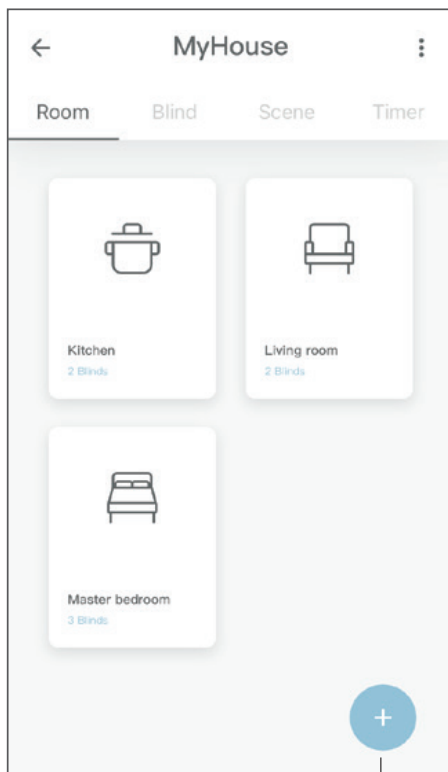 MyHouse
Room Blind Scene Timer
Kitchen
2 Blinds
Living room
2 Blinds
Master bedroom
3 Blinds
+